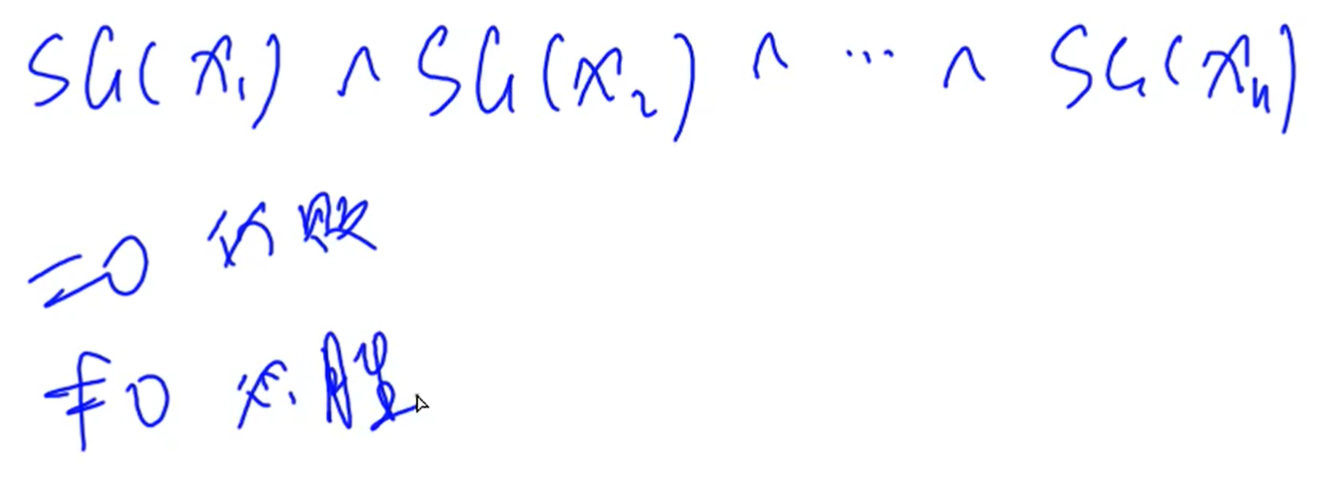 SG(x₁) ^ SG(x₂) ^ ... ^ SG(xₙ)
=0 必败
≠0 必胜